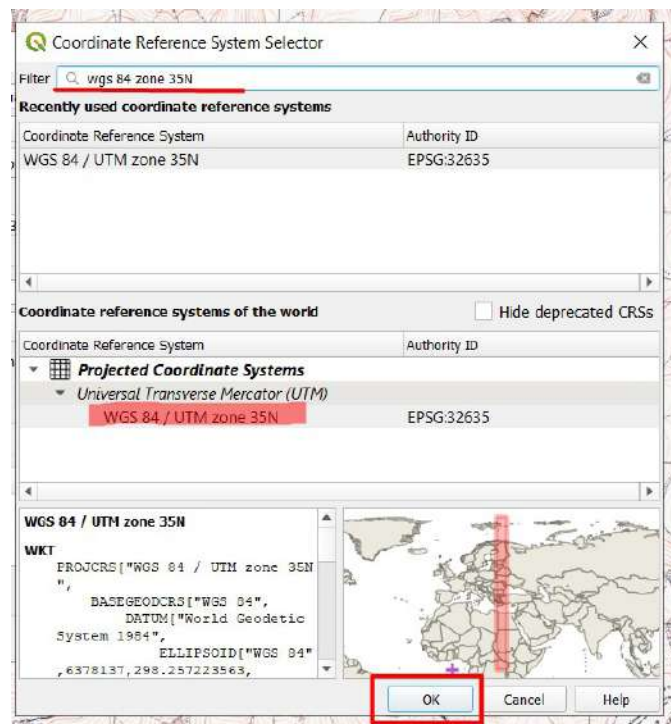 Coordinate Reference System Selector
Filter wgs 84 zone 35N
Recently used coordinate reference systems
Coordinate Reference System Authority ID
WGS 84 / UTM zone 35N EPSG:32635
Coordinate reference systems of the world Hide deprecated CRSs
Coordinate Reference System Authority ID
Projected Coordinate Systems
Universal Transverse Mercator (UTM)
WGS 84 / UTM zone 35N EPSG:32635
WGS 84 / UTM zone 35N
WKT
PROJCRS["WGS 84 / UTM zone 35N
",
BASEGEODCRS["WGS 84",
DATUM["World Geodetic
System 1984",
ELLIPSOID["WGS 84"
,6378137,298.257223563,
OK Cancel Help